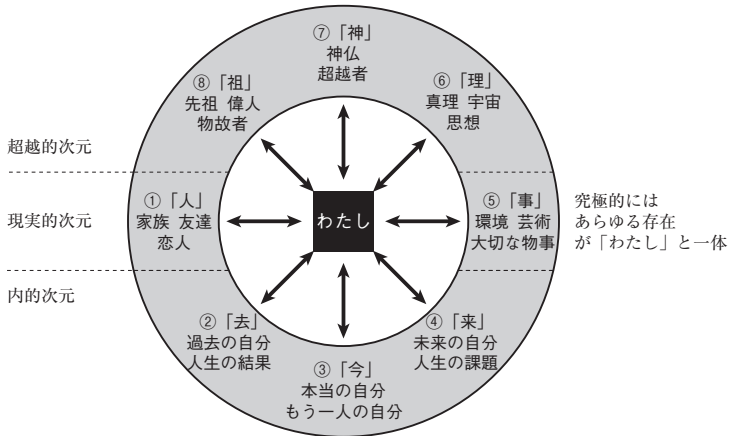 ⑦「神」
神仏
超越者
⑧「祖」
先祖 偉人
物故者
⑥「理」
真理 宇宙
思想
超越的次元
①「人」
家族 友達
恋人
現実的次元
わたし
⑤「事」
環境 芸術
大切な物事
究極的には
あらゆる存在
が「わたし」と一体
内的次元
②「去」
過去の自分
人生の結果
③「今」
本当の自分
もう一人の自分
④「来」
未来の自分
人生の課題